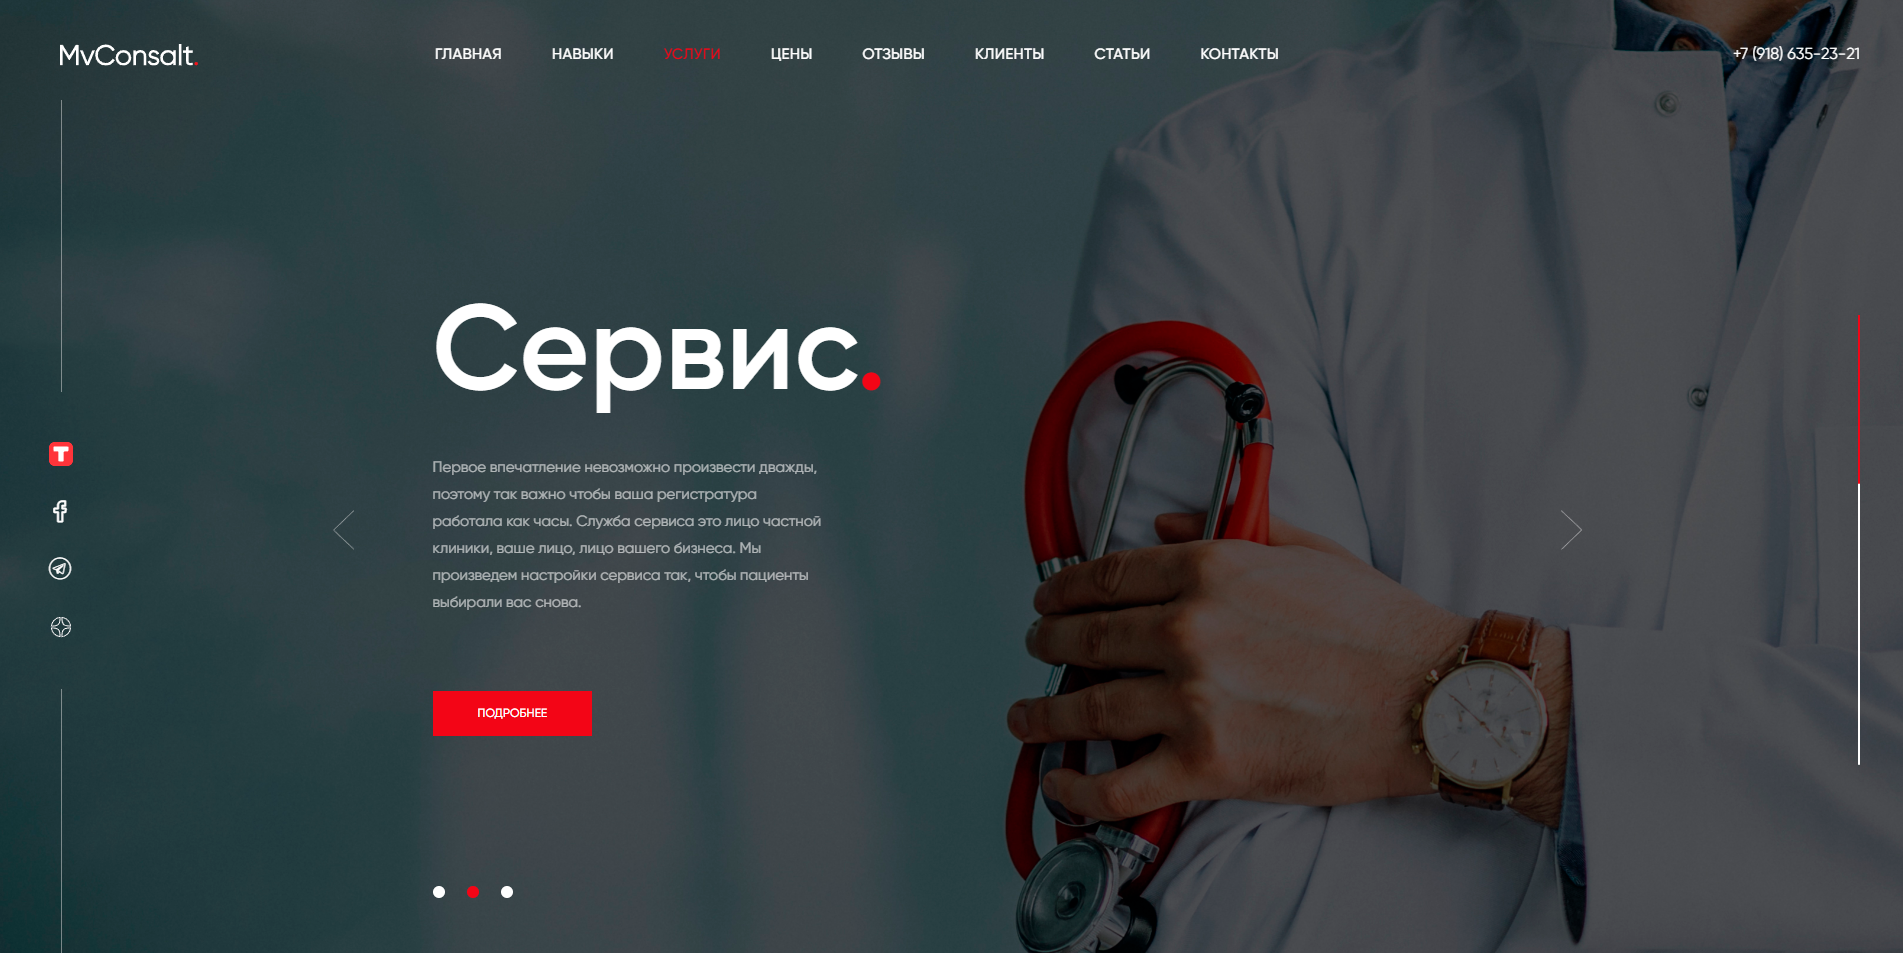 MvConsalt.
ГЛАВНАЯ НАВЫКИ УСЛУГИ ЦЕНЫ ОТЗЫВЫ КЛИЕНТЫ СТАТЬИ КОНТАКТЫ
+7 (918) 635-23-21
Сервис.
Первое впечатление невозможно произвести дважды,
поэтому так важно чтобы ваша регистратура
работала как часы. Служба сервиса это лицо частной
клиники, ваше лицо, лицо вашего бизнеса. Мы
произведем настройки сервиса так, чтобы пациенты
выбирали вас снова.
ПОДРОБНЕЕ